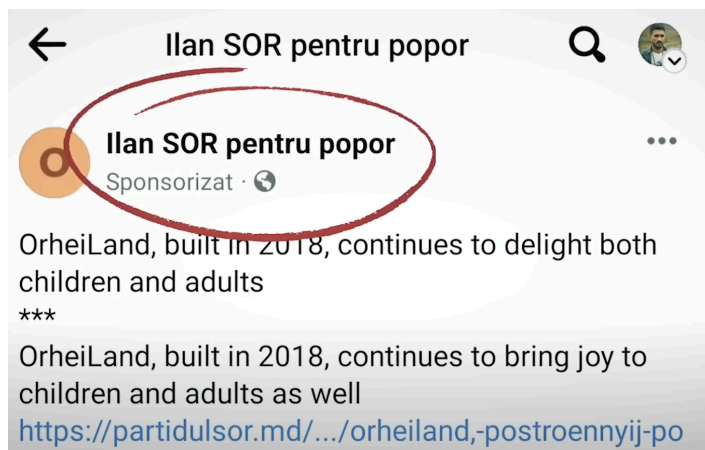 Ilan SOR pentru popor
O
Ilan SOR pentru popor
Sponsorizat ·
OrheiLand, built in 2018, continues to delight both
children and adults
***
OrheiLand, built in 2018, continues to bring joy to
children and adults as well
https://partidulsor.md/.../orheiland,-postroennyij-po